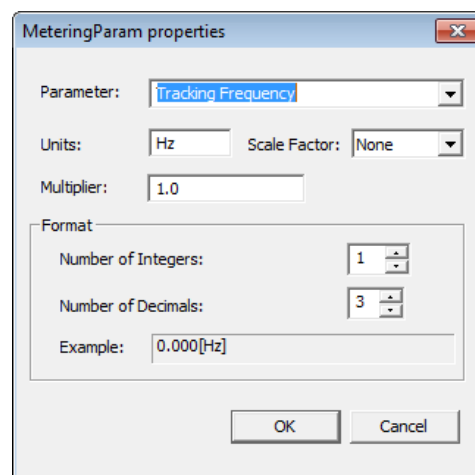 MeteringParam properties
Parameter: Tracking Frequency
Units: Hz Scale Factor: None
Multiplier: 1.0
Format
Number of Integers: 1
Number of Decimals: 3
Example: 0.000[Hz]
OK Cancel